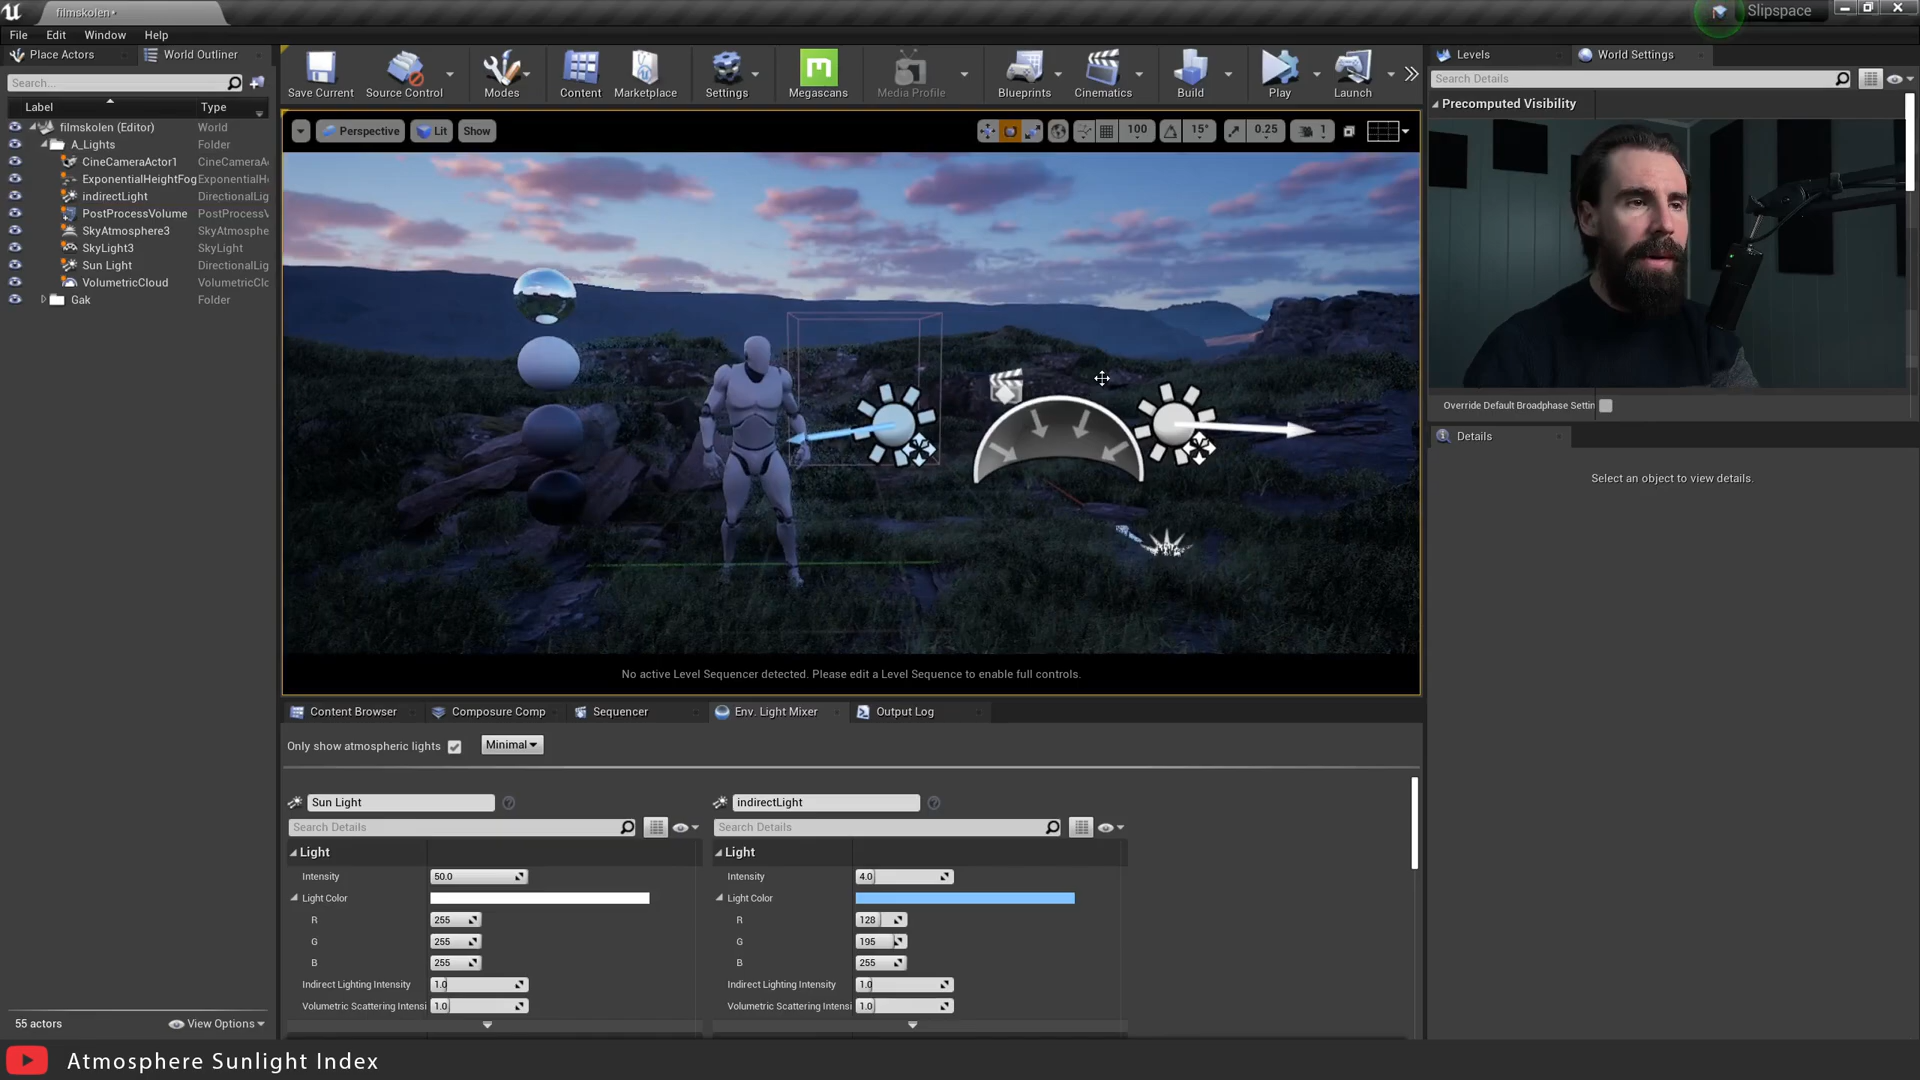 filmskolen•
Slipspace
File Edit Window Help
Place Actors
World Outliner
Levels
World Settings
Search...
Save Current
Source Control
Modes
Content
Marketplace
Settings
Megascans
Media Profile
Blueprints
Cinematics
Build
Play
Launch
Search Details
Label Type
Precomputed Visibility
filmskolen (Editor) World
A_Lights Folder
CineCameraActor1 CineCameraA
ExponentialHeightFog ExponentialHe
indirectLight DirectionalLig
PostProcessVolume PostProcessV
SkyAtmosphere3 SkyAtmosphe
SkyLight3 SkyLight
Sun Light DirectionalLig
VolumetricCloud VolumetricClo
Gak Folder
Perspective Lit Show
100 15° 0.25 1
Override Default Broadphase Settin
Details
Select an object to view details.
No active Level Sequencer detected. Please edit a Level Sequence to enable full controls.
Content Browser
Composure Comp
Sequencer
Env. Light Mixer
Output Log
Only show atmospheric lights
Minimal
Sun Light
indirectLight
Search Details
Search Details
Light
Light
Intensity 50.0
Intensity 4.0
Light Color
Light Color
R 255
R 128
G 255
G 195
B 255
B 255
Indirect Lighting Intensity 1.0
Indirect Lighting Intensity 1.0
Volumetric Scattering Intensi 1.0
Volumetric Scattering Intensi 1.0
55 actors
View Options
Atmosphere Sunlight Index